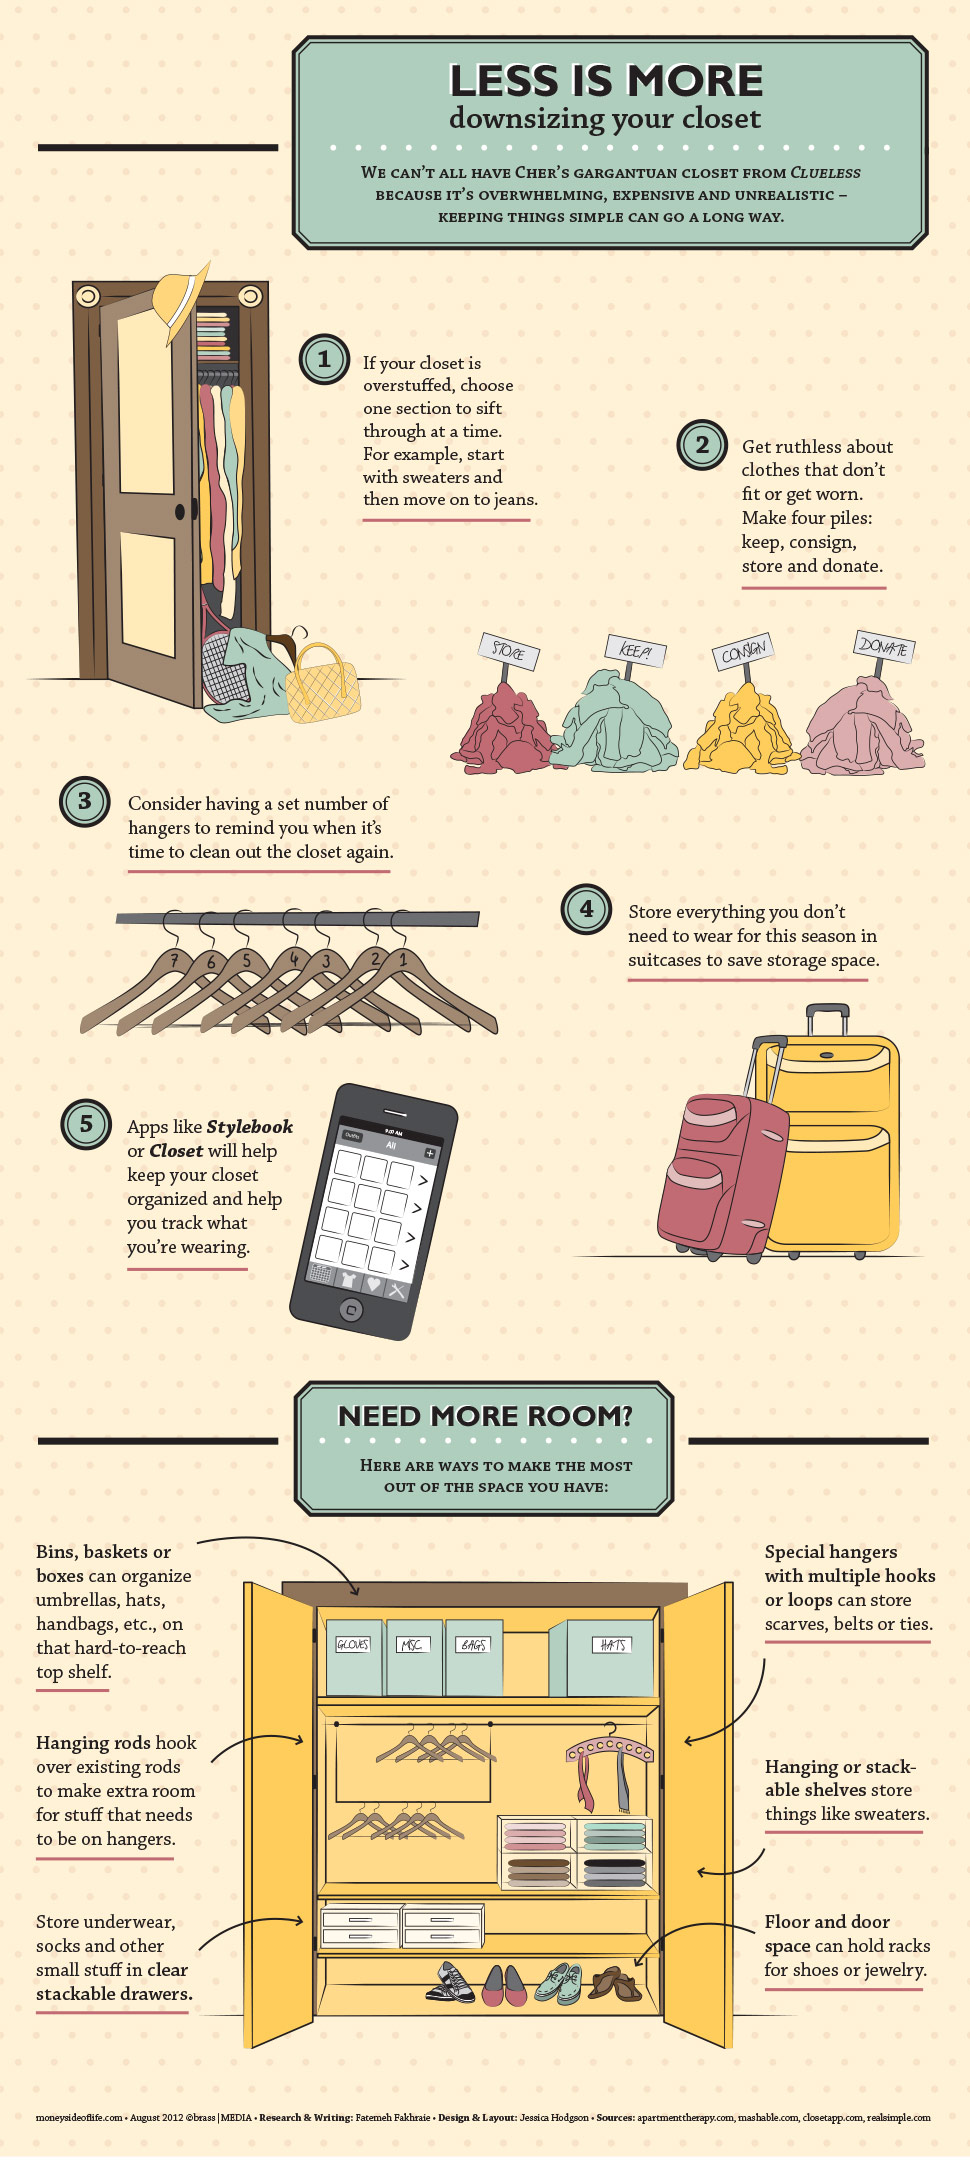 LESS IS MORE
downsizing your closet
We can't all have Cher's gargantuan closet from Clueless
because it's overwhelming, expensive and unrealistic –
keeping things simple can go a long way.
1
If your closet is
overstuffed, choose
one section to sift
through at a time.
For example, start
with sweaters and
then move on to jeans.
2
Get ruthless about
clothes that don't
fit or get worn.
Make four piles:
keep, consign,
store and donate.
STORE
KEEP!
CONSIGN
DONATE
3
Consider having a set number of
hangers to remind you when it's
time to clean out the closet again.
7 6 5 4 3 2 1
4
Store everything you don't
need to wear for this season in
suitcases to save storage space.
5
Apps like Stylebook
or Closet will help
keep your closet
organized and help
you track what
you're wearing.
9:07 AM
Outfits
All
+
NEED MORE ROOM?
Here are ways to make the most
out of the space you have:
Bins, baskets or
boxes can organize
umbrellas, hats,
handbags, etc., on
that hard-to-reach
top shelf.
Hanging rods hook
over existing rods
to make extra room
for stuff that needs
to be on hangers.
Store underwear,
socks and other
small stuff in clear
stackable drawers.
GLOVES
MISC
BAGS
HATS
Special hangers
with multiple hooks
or loops can store
scarves, belts or ties.
Hanging or stack-
able shelves store
things like sweaters.
Floor and door
space can hold racks
for shoes or jewelry.
moneysideoflife.com • August 2012 ©brass | MEDIA • Research & Writing: Fatemeh Fakhraie • Design & Layout: Jessica Hodgson • Sources: apartmenttherapy.com, mashable.com, closetapp.com, realsimple.com